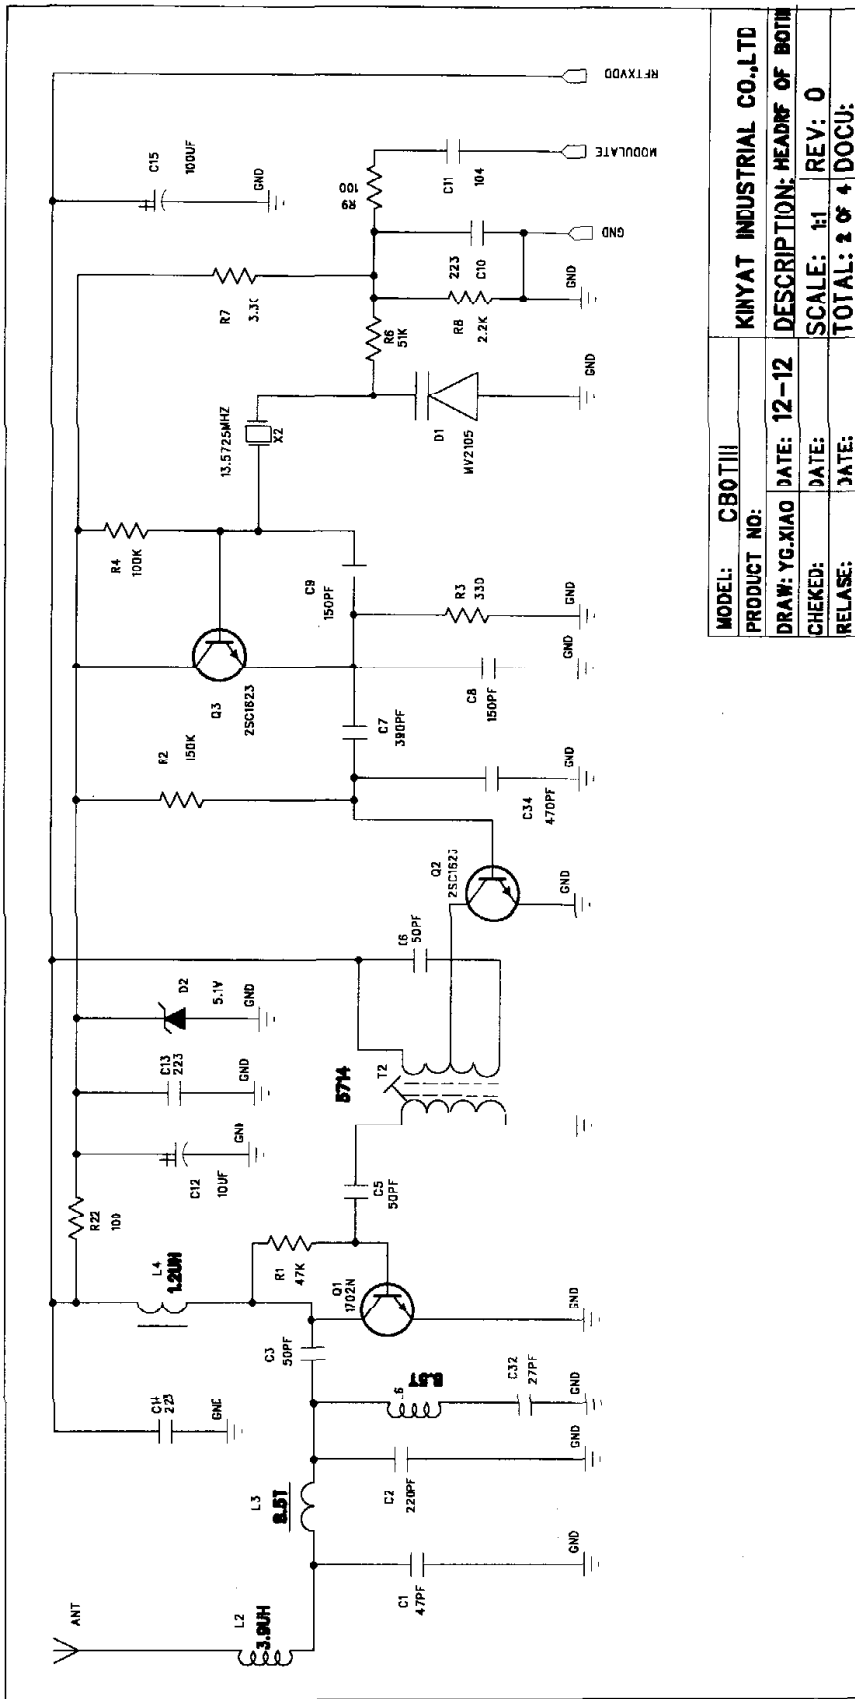 ANT
L2
3.9UH
C1
47PF
GND
L3
8.5T
C2
220PF
GND
C14
223
GND
C32
27PF
GND
C3
50PF
L4
1.2UH
R1
47K
Q1
1702N
GND
R22
100
C12
10UF
GND
C13
223
GND
D2
5.1V
GND
C5
50PF
5714
T2
50PF
Q2
GND
R2
150K
C34
470PF
GND
Q3
2SC1623
C7
390PF
C8
150PF
GND
R4
100K
C9
150PF
R3
330
GND
13.5725MHZ
X2
D1
MV2105
GND
R7
R6
51K
R8
2.2K
223
C10
GND
C15
100UF
GND
R9
100
C11
104
GND
MODULATE
RFTXVDD
MODEL: CBOTIII
KINYAT INDUSTRIAL CO.,LTD
PRODUCT NO:
DRAW: YG.XIAO DATE: 12-12 DESCRIPTION: HEADRF OF
CHEKED: DATE: SCALE: 1:1 REV: 0
RELASE: DATE: TOTAL: 2 OF 4 DOCU: